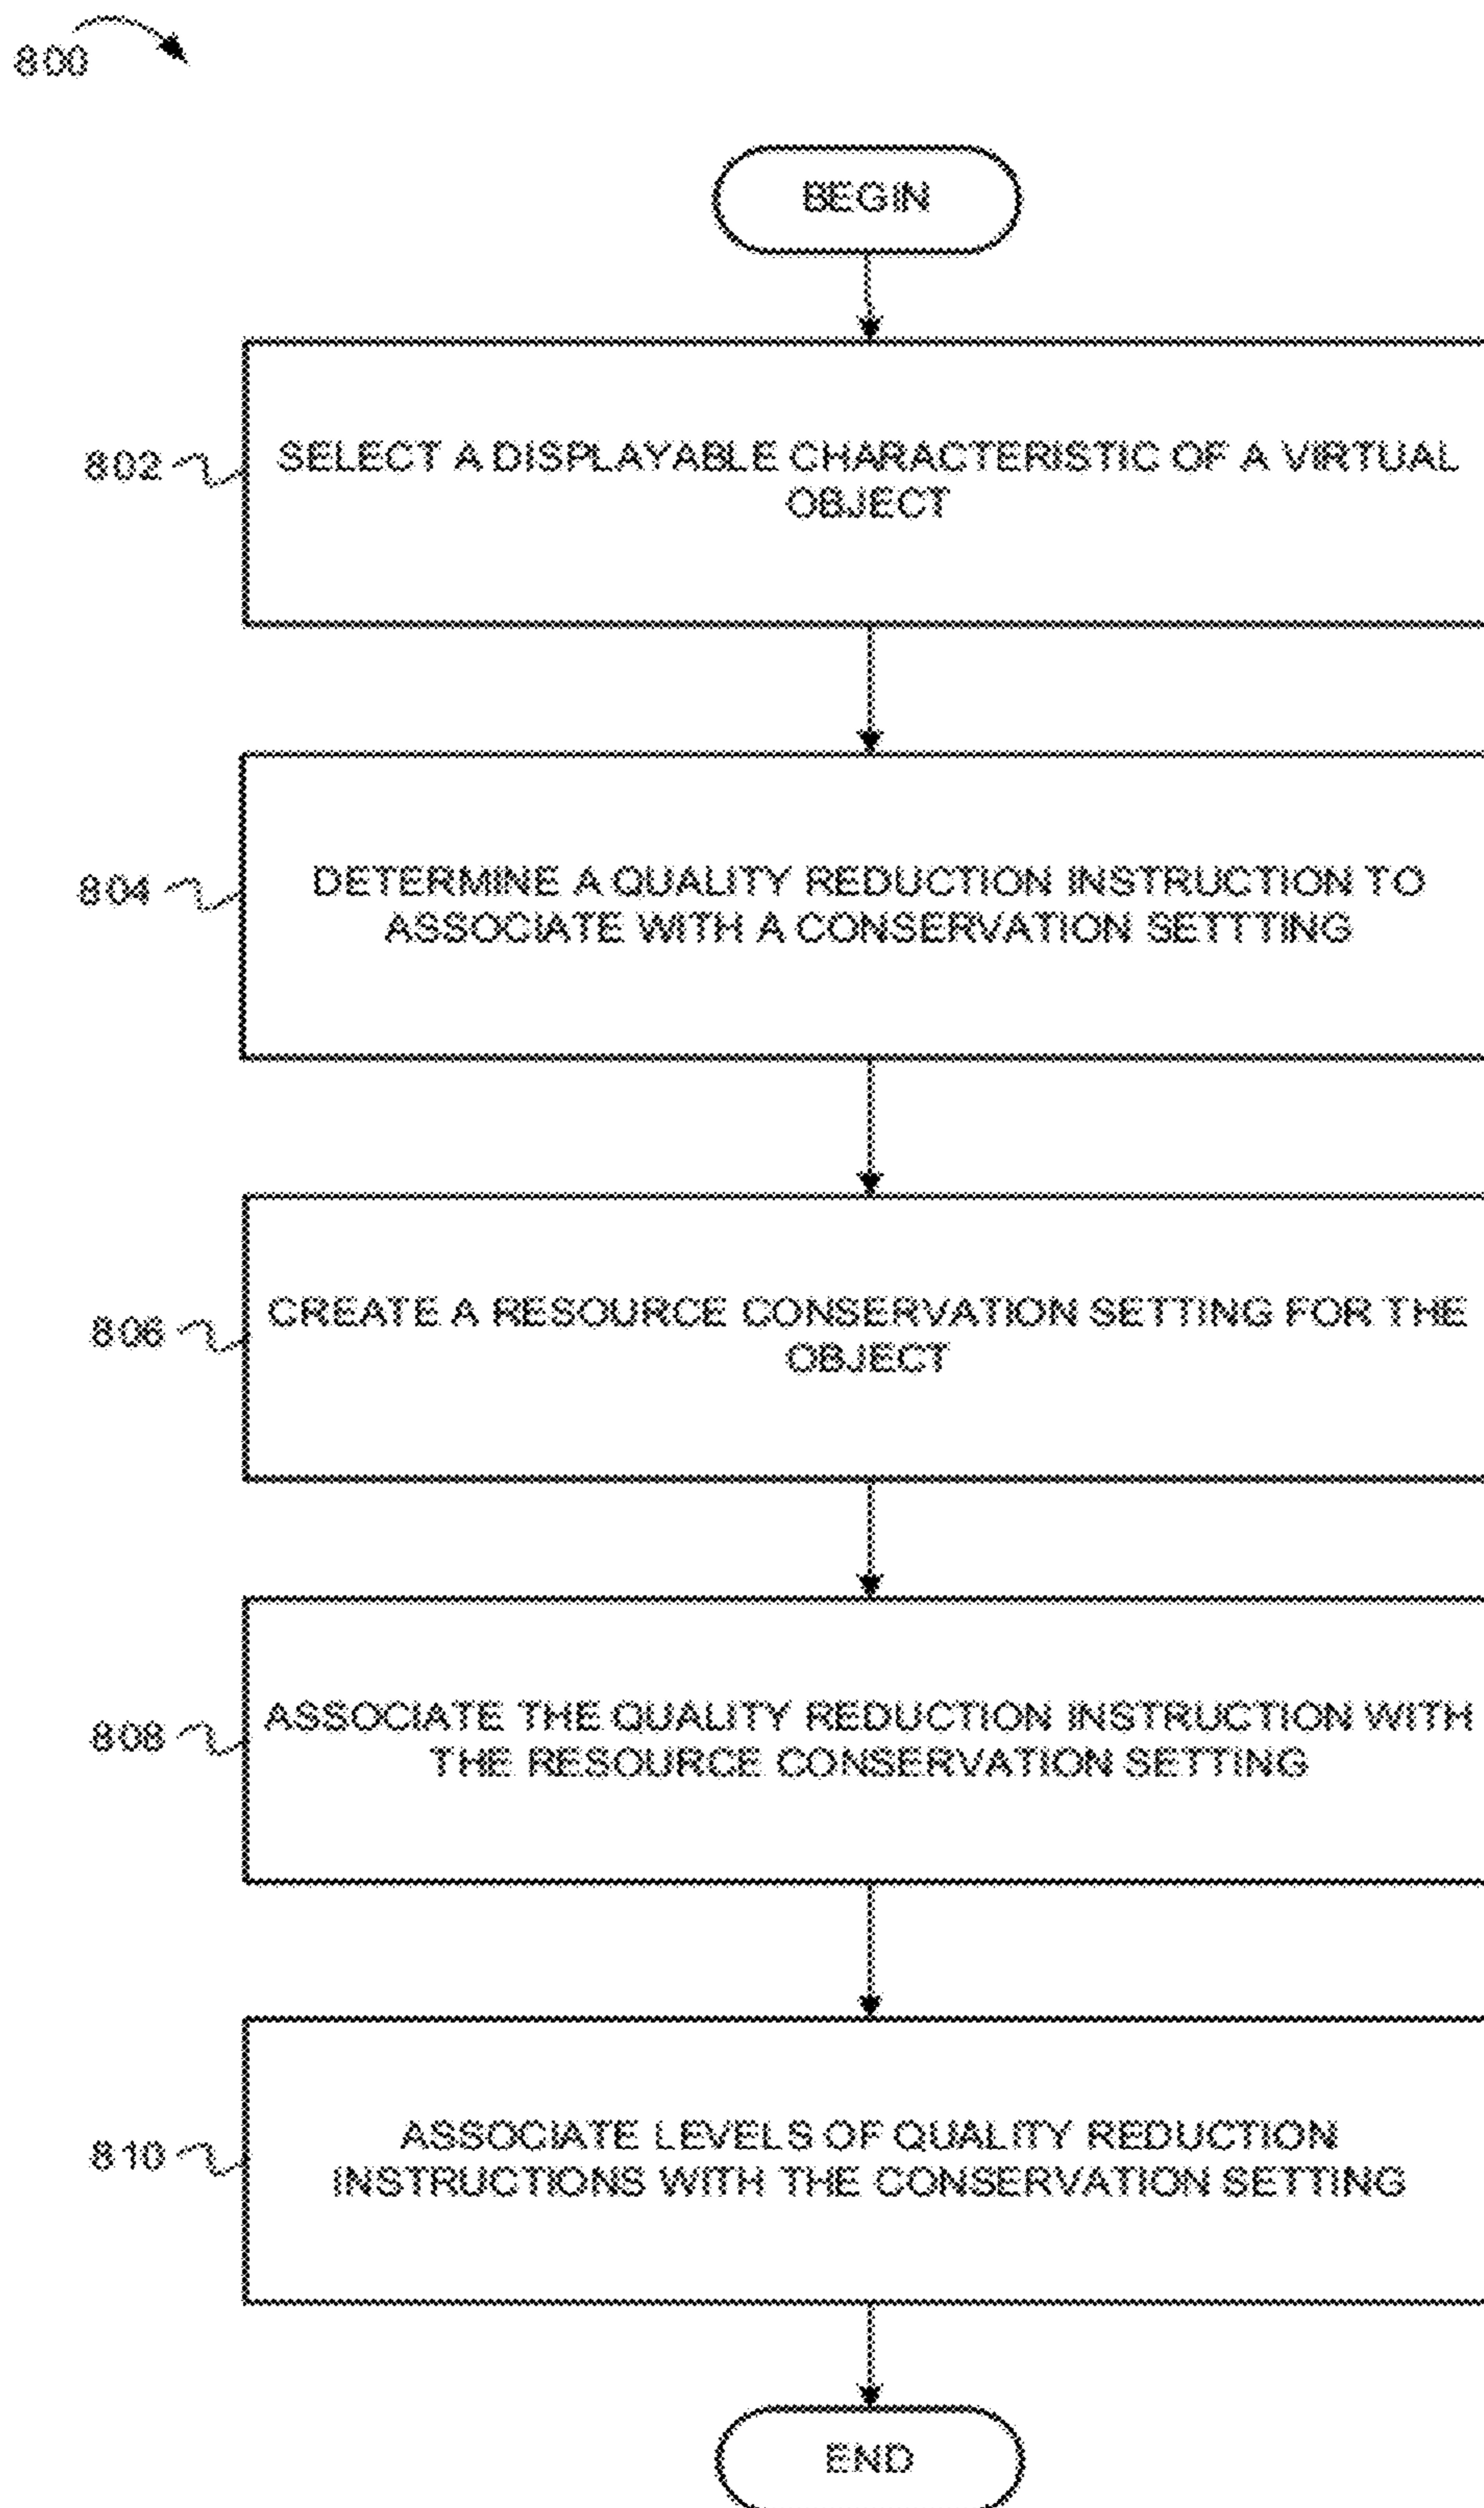 800
BEGIN
802
SELECT A DISPLAYABLE CHARACTERISTIC OF A VIRTUAL
OBJECT
804
DETERMINE A QUALITY REDUCTION INSTRUCTION TO
ASSOCIATE WITH A CONSERVATION SETTTING
806
CREATE A RESOURCE CONSERVATION SETTING FOR THE
OBJECT
808
ASSOCIATE THE QUALITY REDUCTION INSTRUCTION WITH
THE RESOURCE CONSERVATION SETTING
810
ASSOCIATE LEVELS OF QUALITY REDUCTION
INSTRUCTIONS WITH THE CONSERVATION SETTING
END